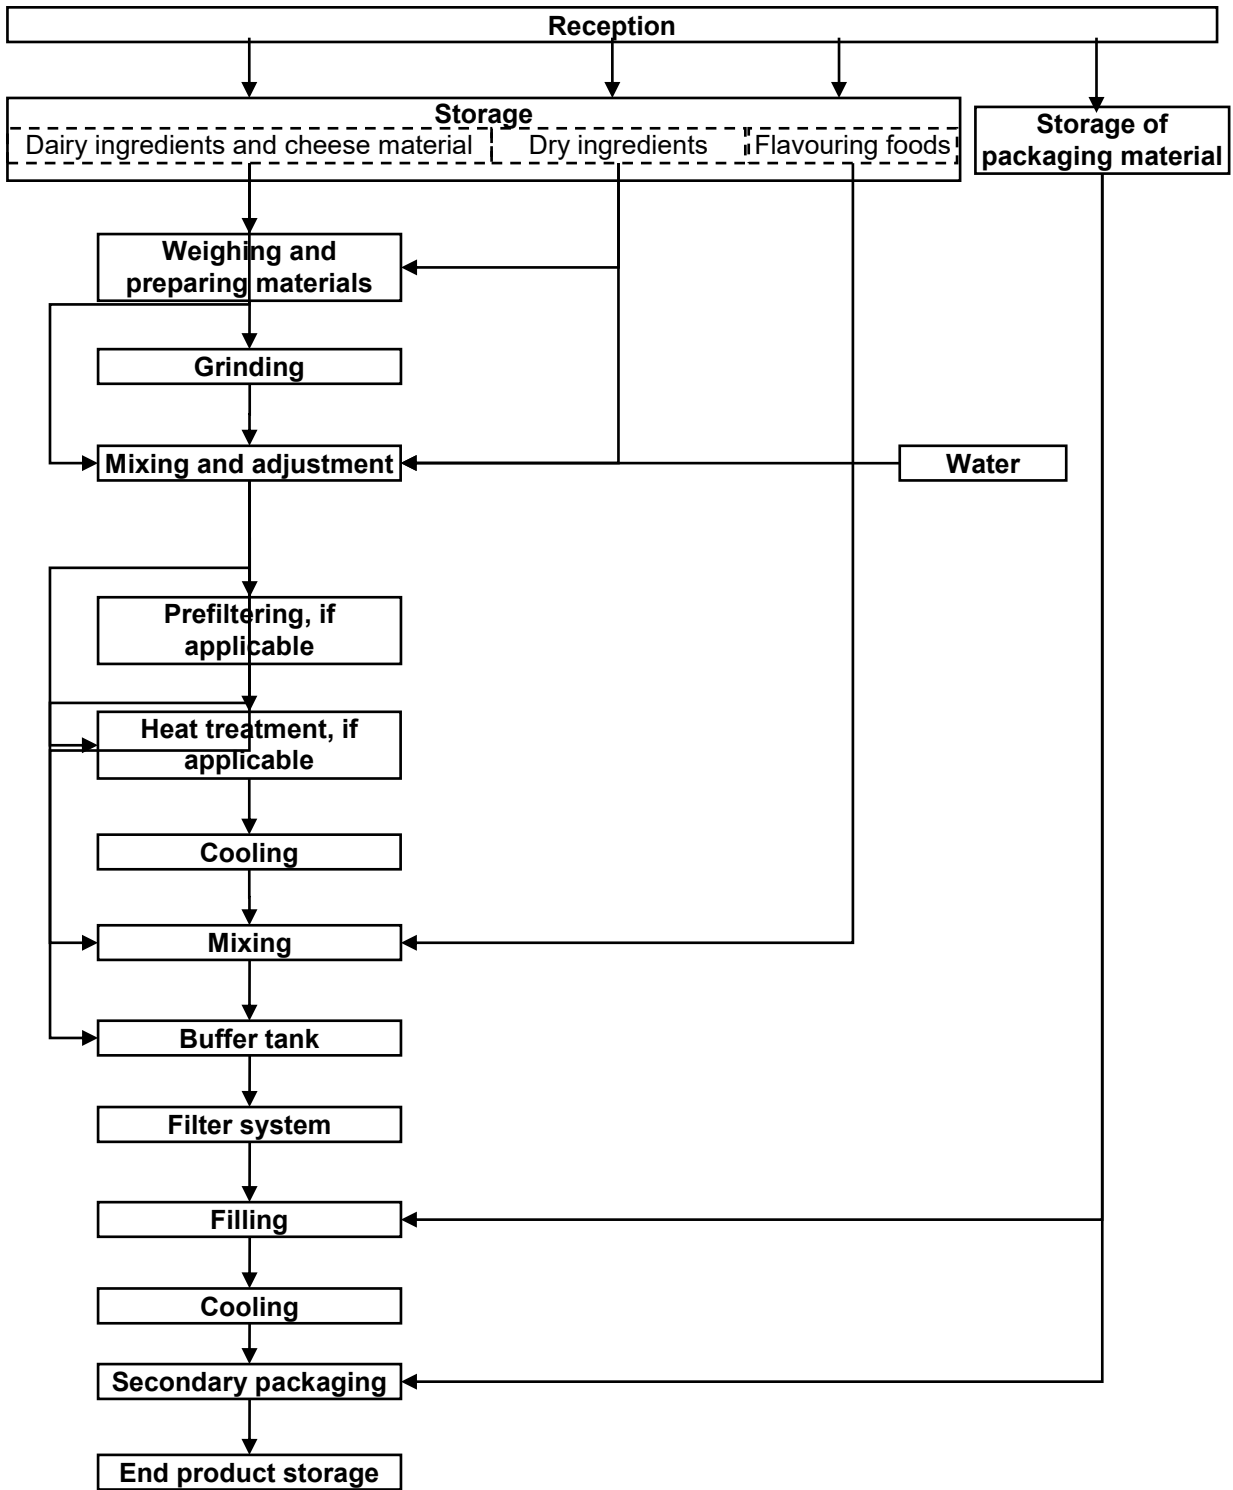 Reception
Storage
Dairy ingredients and cheese material
Dry ingredients
Flavouring foods
Storage of
packaging material
Weighing and
preparing materials
Grinding
Mixing and adjustment
Water
Prefiltering, if
applicable
Heat treatment, if
applicable
Cooling
Mixing
Buffer tank
Filter system
Filling
Cooling
Secondary packaging
End product storage